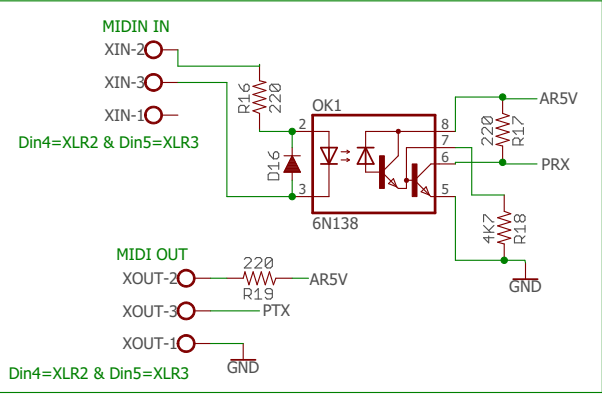 MIDIN IN
XIN-2
XIN-3
XIN-1
Din4=XLR2 & Din5=XLR3
R16
220
D16
OK1
2
3
8
7
6
5
6N138
AR5V
220
R17
PRX
4K7
R18
GND
MIDI OUT
XOUT-2
220
R19
AR5V
XOUT-3
PTX
XOUT-1
GND
Din4=XLR2 & Din5=XLR3